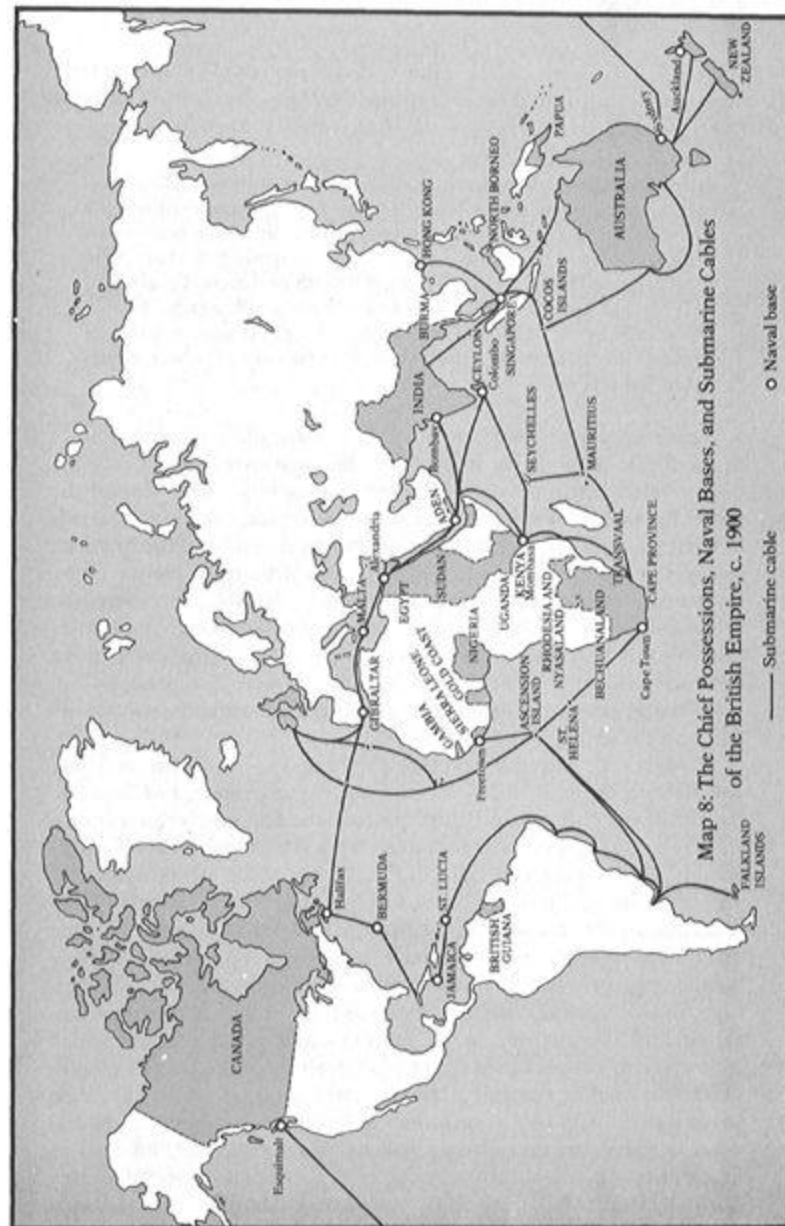 CANADA
Esquimalt
Halifax
BERMUDA
JAMAICA
ST. LUCIA
BRITISH
GUIANA
FALKLAND
ISLANDS
GIBRALTAR
MALTA
Alexandria
EGYPT
SUDAN
ADEN
GAMBIA
SIERRA LEONE
GOLD COAST
NIGERIA
Freetown
UGANDA
KENYA
Mombasa
ASCENSION
ISLAND
ST.
HELENA
RHODESIA AND
NYASALAND
BECHUANALAND
TRANSVAAL
CAPE PROVINCE
Cape Town
SEYCHELLES
MAURITIUS
INDIA
Bombay
CEYLON
Colombo
BURMA
HONG KONG
SINGAPORE
NORTH BORNEO
COCOS
ISLANDS
PAPUA
AUSTRALIA
Auckland
NEW
ZEALAND
Map 8: The Chief Possessions, Naval Bases, and Submarine Cables
of the British Empire, c. 1900
Submarine cable
Naval base